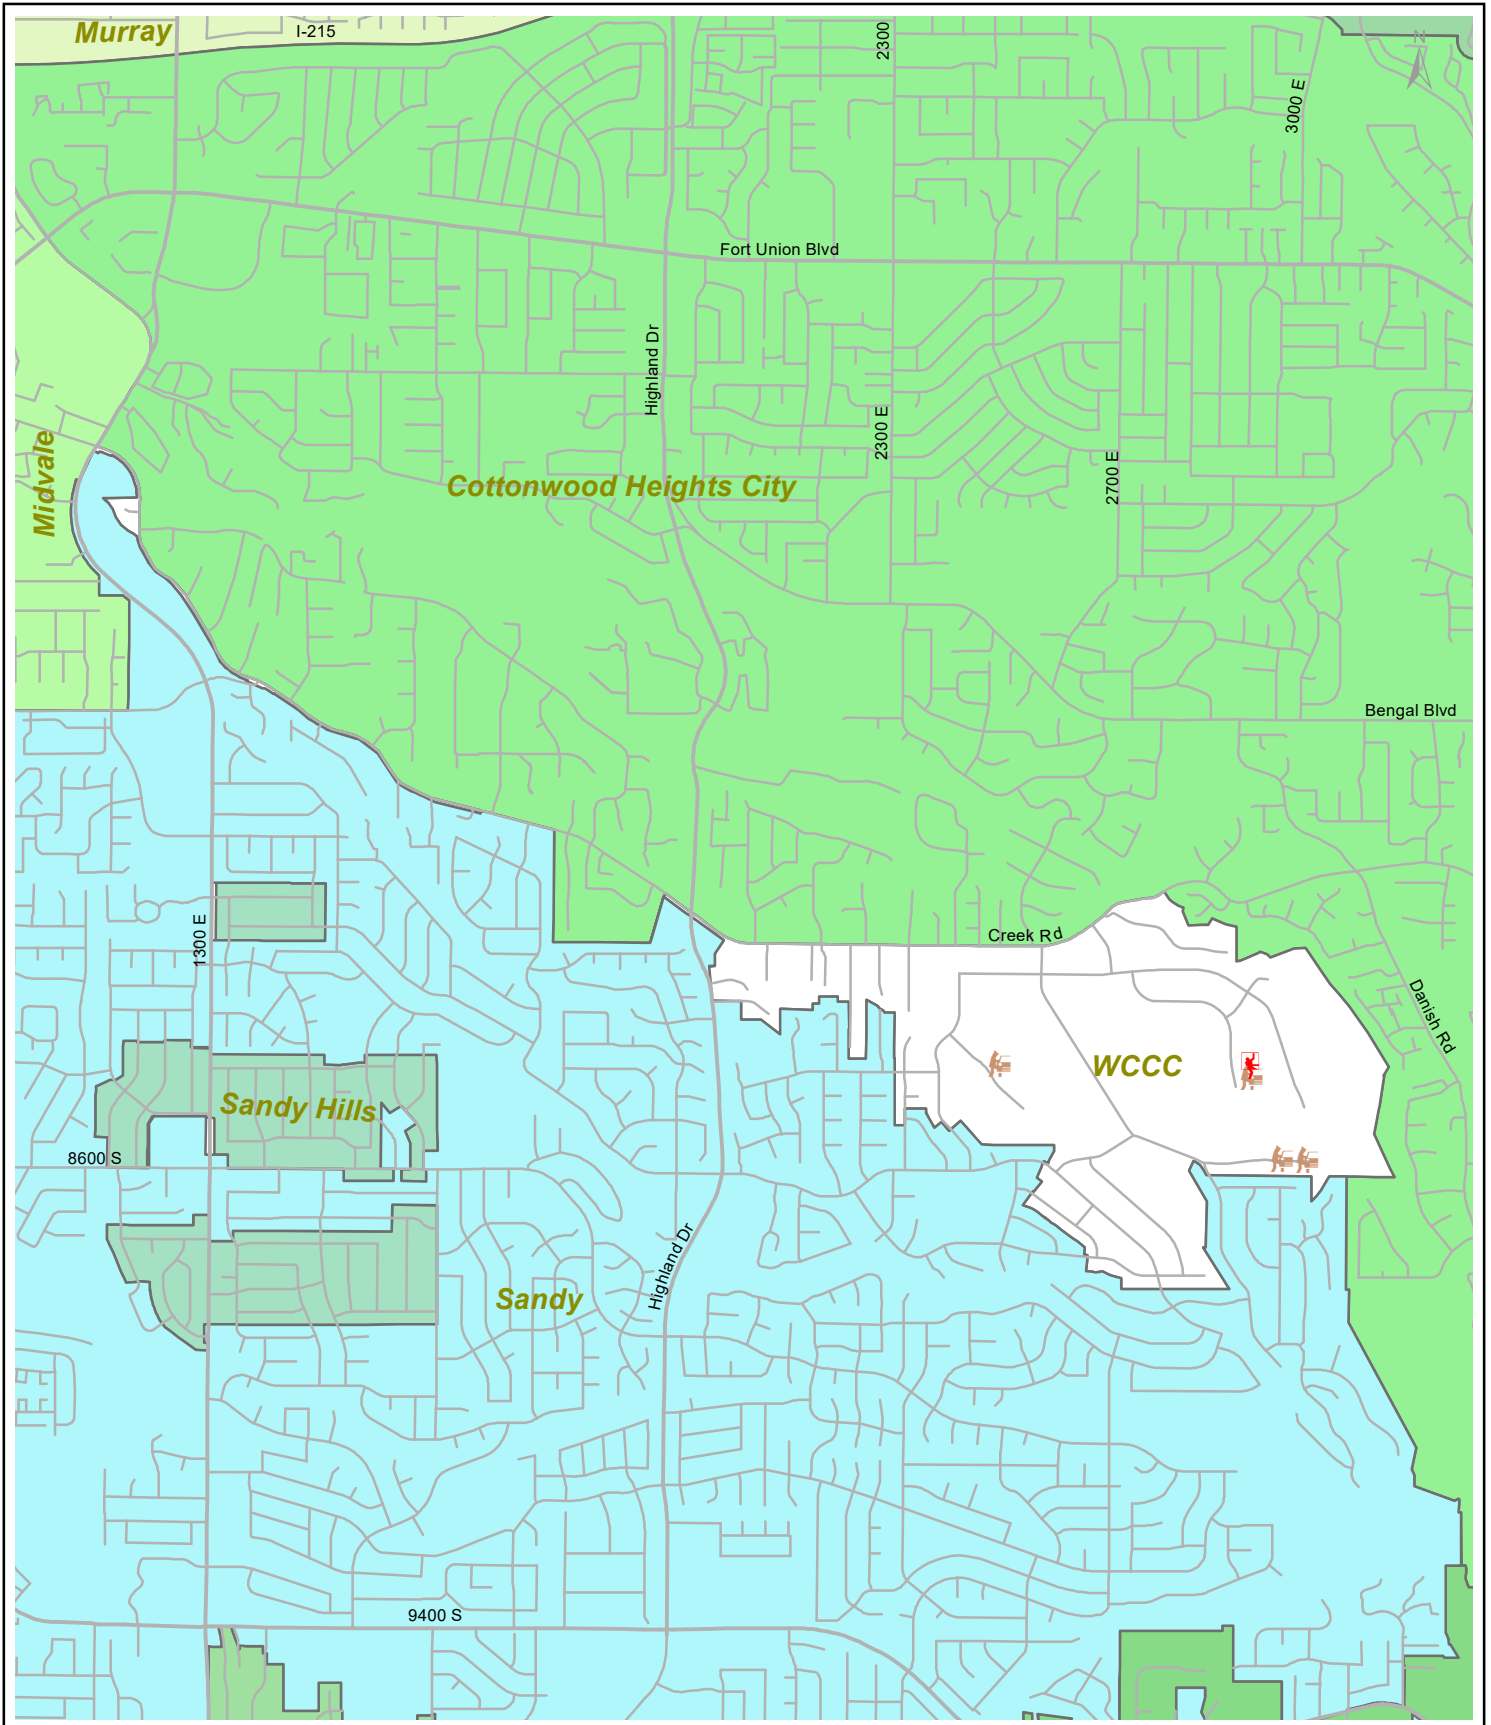 Murray
I-215
2300
N
3000 E
Fort Union Blvd
Highland Dr
2300 E
2700 E
Midvale
Cottonwood Heights City
Bengal Blvd
1300 E
Creek Rd
Danish Rd
WCCC
Sandy Hills
8600 S
Highland Dr
Sandy
9400 S